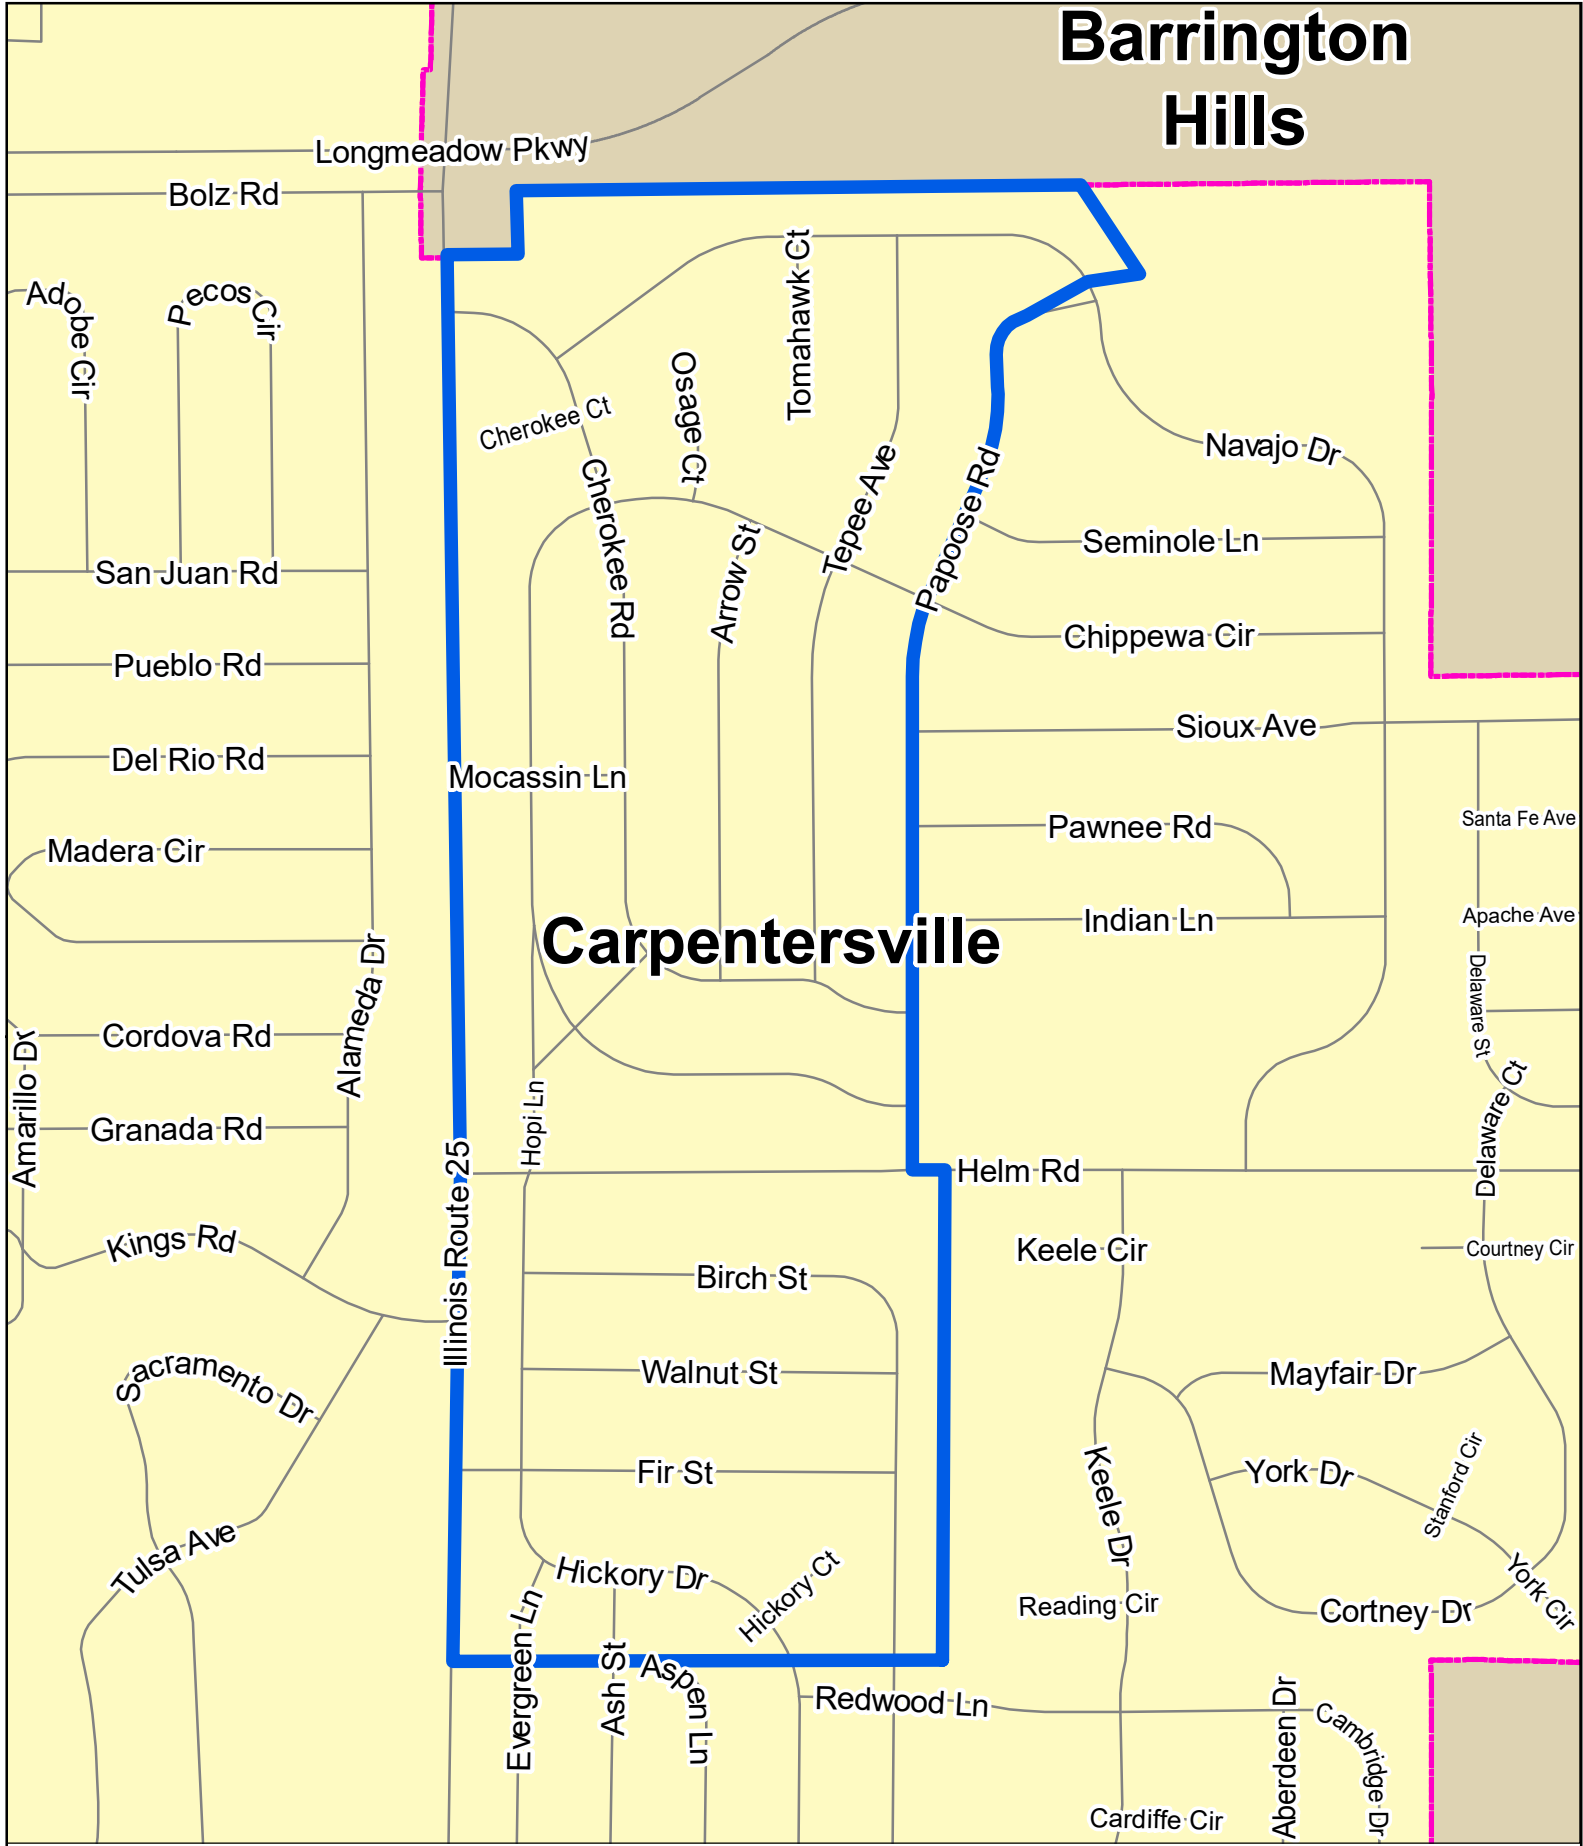 Barrington
Hills
Longmeadow Pkwy
Bolz Rd
Tomahawk Ct
Adobe Cir
Pecos Cir
Osage Ct
Cherokee Ct
Navajo Dr
Tepee Ave
Papoose Rd
Cherokee Rd
Arrow St
Seminole Ln
San Juan Rd
Chippewa Cir
Pueblo Rd
Sioux Ave
Del Rio Rd
Mocassin Ln
Santa Fe Ave
Pawnee Rd
Madera Cir
Apache Ave
Indian Ln
Carpentersville
Alameda Dr
Delaware St
Cordova Rd
Amarillo Dr
Hopi Ln
Delaware Ct
Granada Rd
Illinois Route 25
Helm Rd
Kings Rd
Keele Cir
Courtney Cir
Birch St
Sacramento Dr
Walnut St
Mayfair Dr
Fir St
York Dr
Stanford Cir
Keele Dr
Tulsa Ave
Hickory Dr
Hickory Ct
York Cir
Reading Cir
Cortney Dr
Evergreen Ln
Ash St
Aspen Ln
Redwood Ln
Aberdeen Dr
Cambridge Dr
Cardiffe Cir